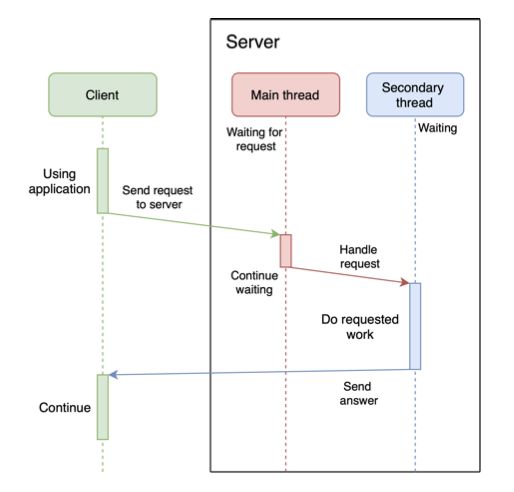 Server
Client
Main thread
Secondary
thread
Waiting for
request
Waiting
Using
application
Send request
to server
Handle
request
Continue
waiting
Do requested
work
Send
answer
Continue